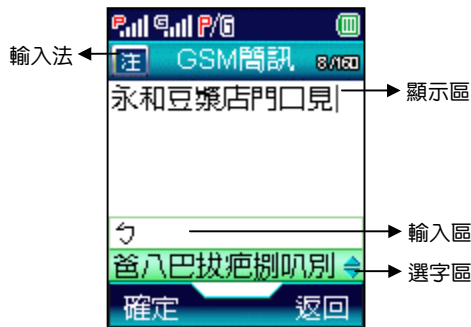 P G P/G
輸入法
注 GSM簡訊 8/160
永和豆漿店門口見
顯示區
ㄅ
輸入區
爸八巴拔疤捌叭別
選字區
確定 返回